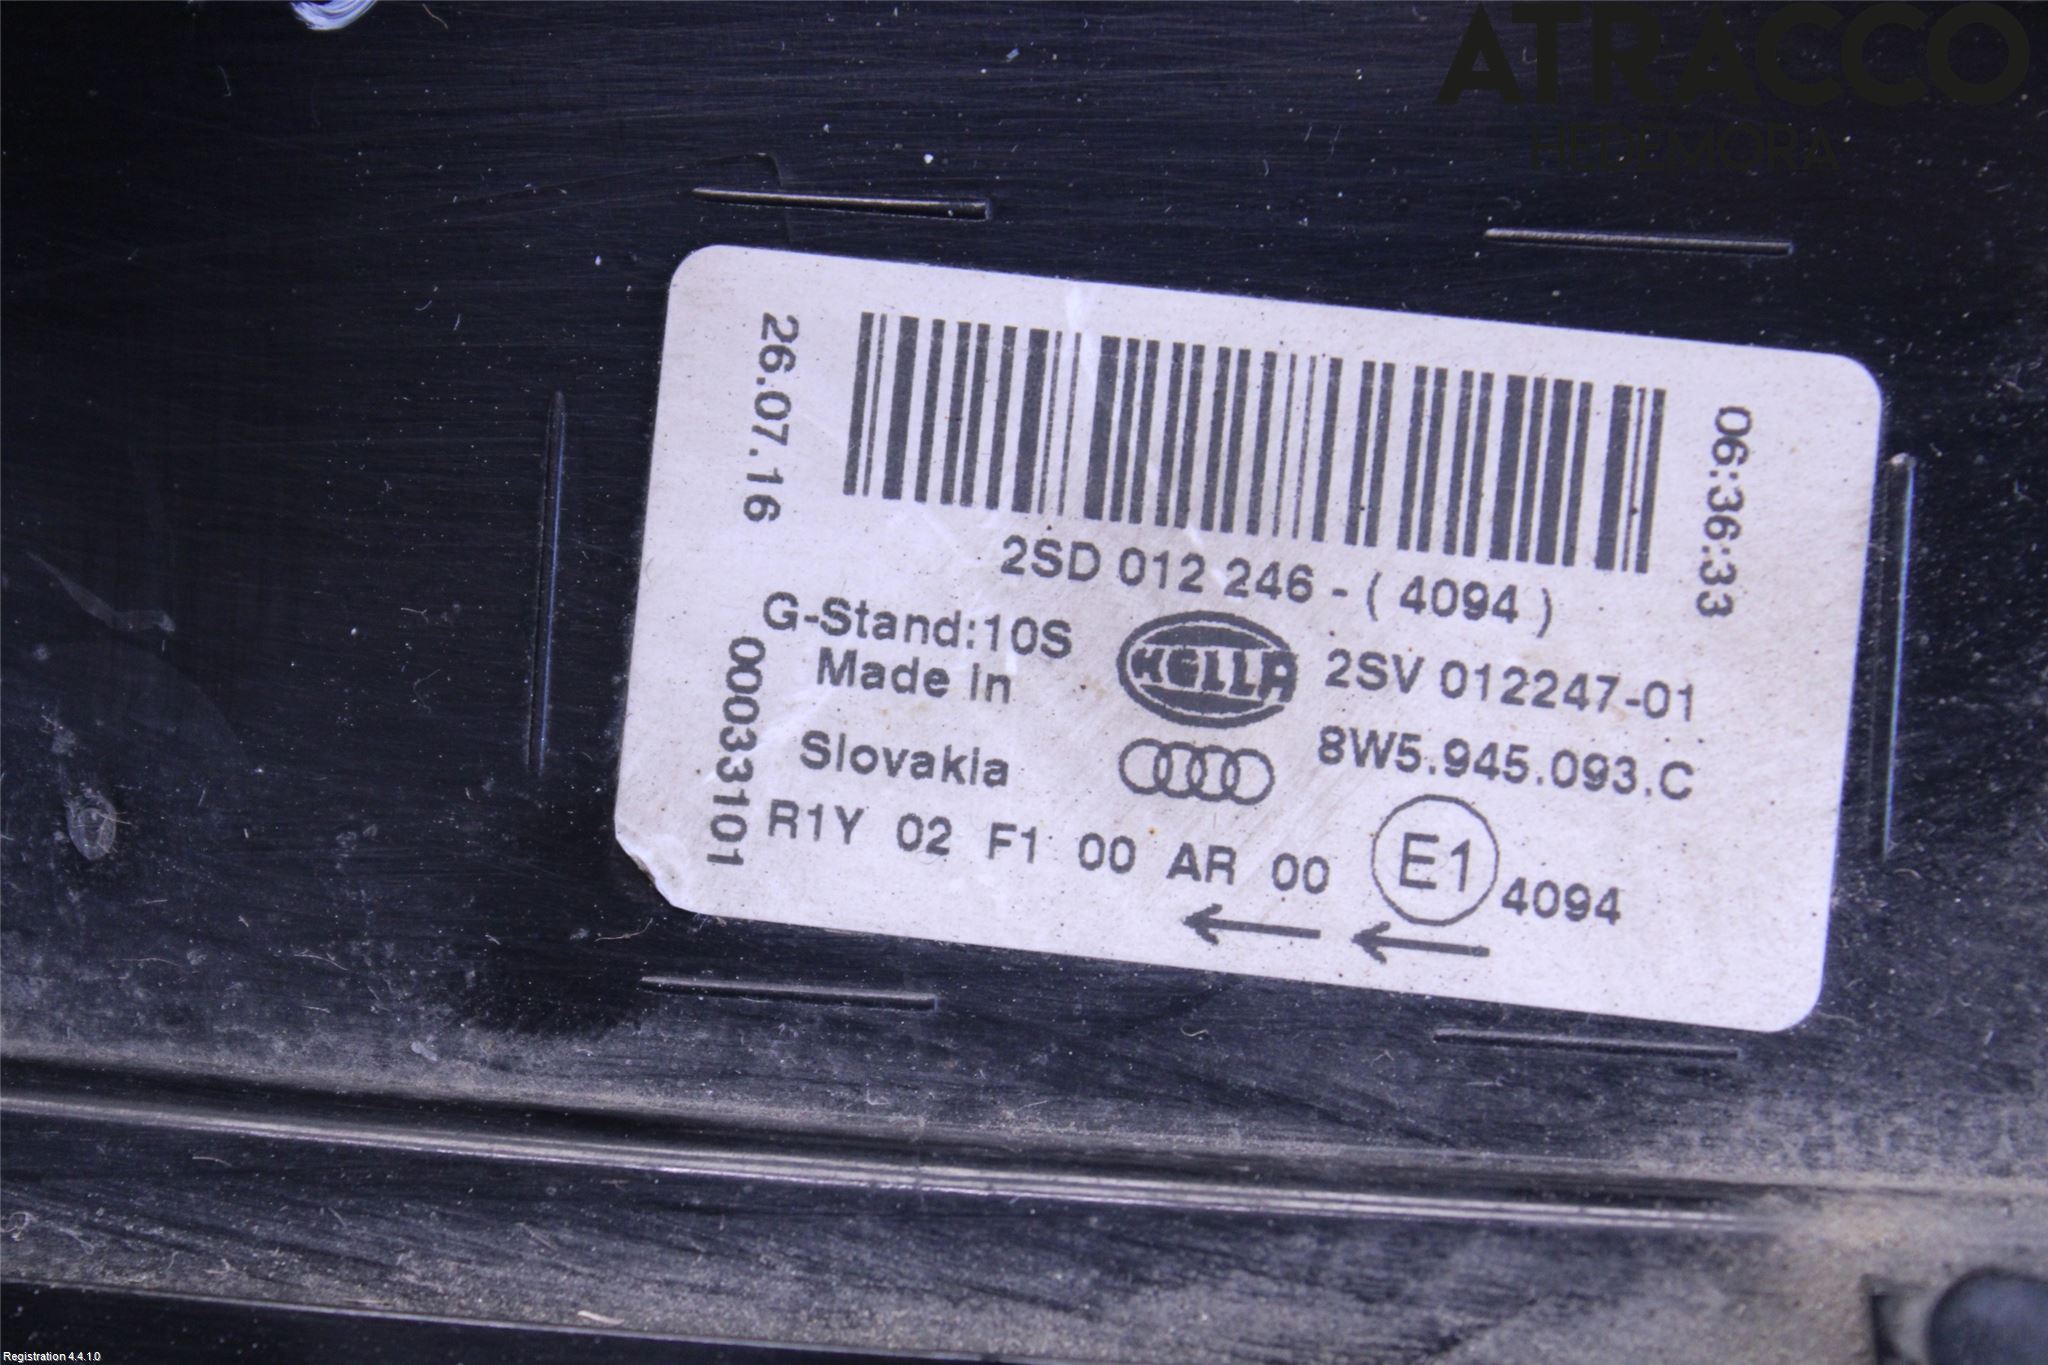 ATRACCO
HEDEMORA
26.07.16
06:36:33
2SD 012 246 - ( 4094 )
G-Stand:10S
HELLA
2SV 012247-01
Made in
Slovakia
8W5.945.093.C
00033101
R1Y 02 F1 00 AR 00
E1
4094
Registration 4.4.1.0